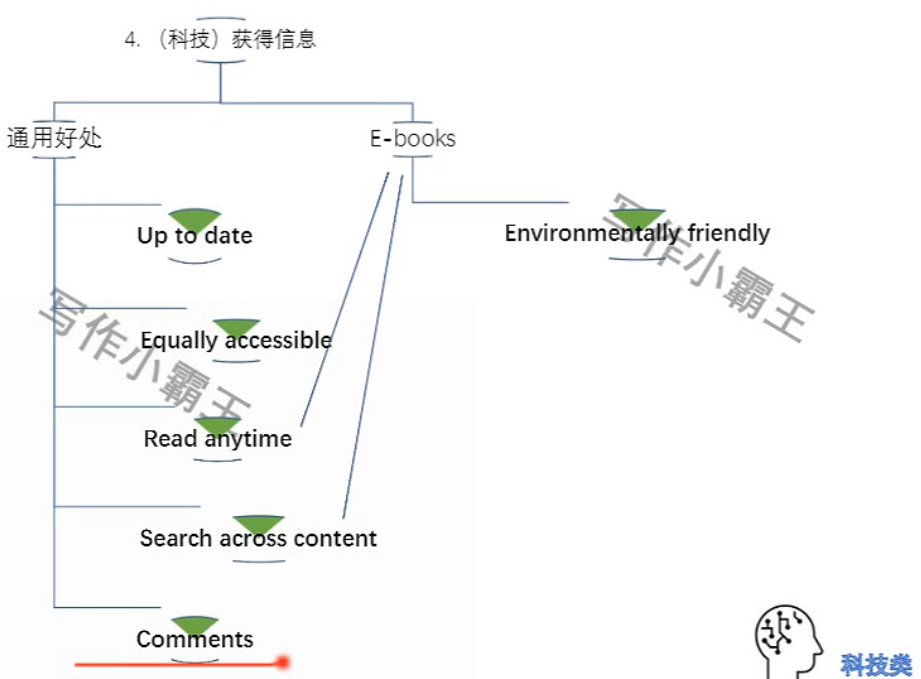 4. （科技）获得信息
通用好处
E-books
Up to date
Environmentally friendly
写作小霸王
Equally accessible
写作小霸王
Read anytime
Search across content
Comments
科技类